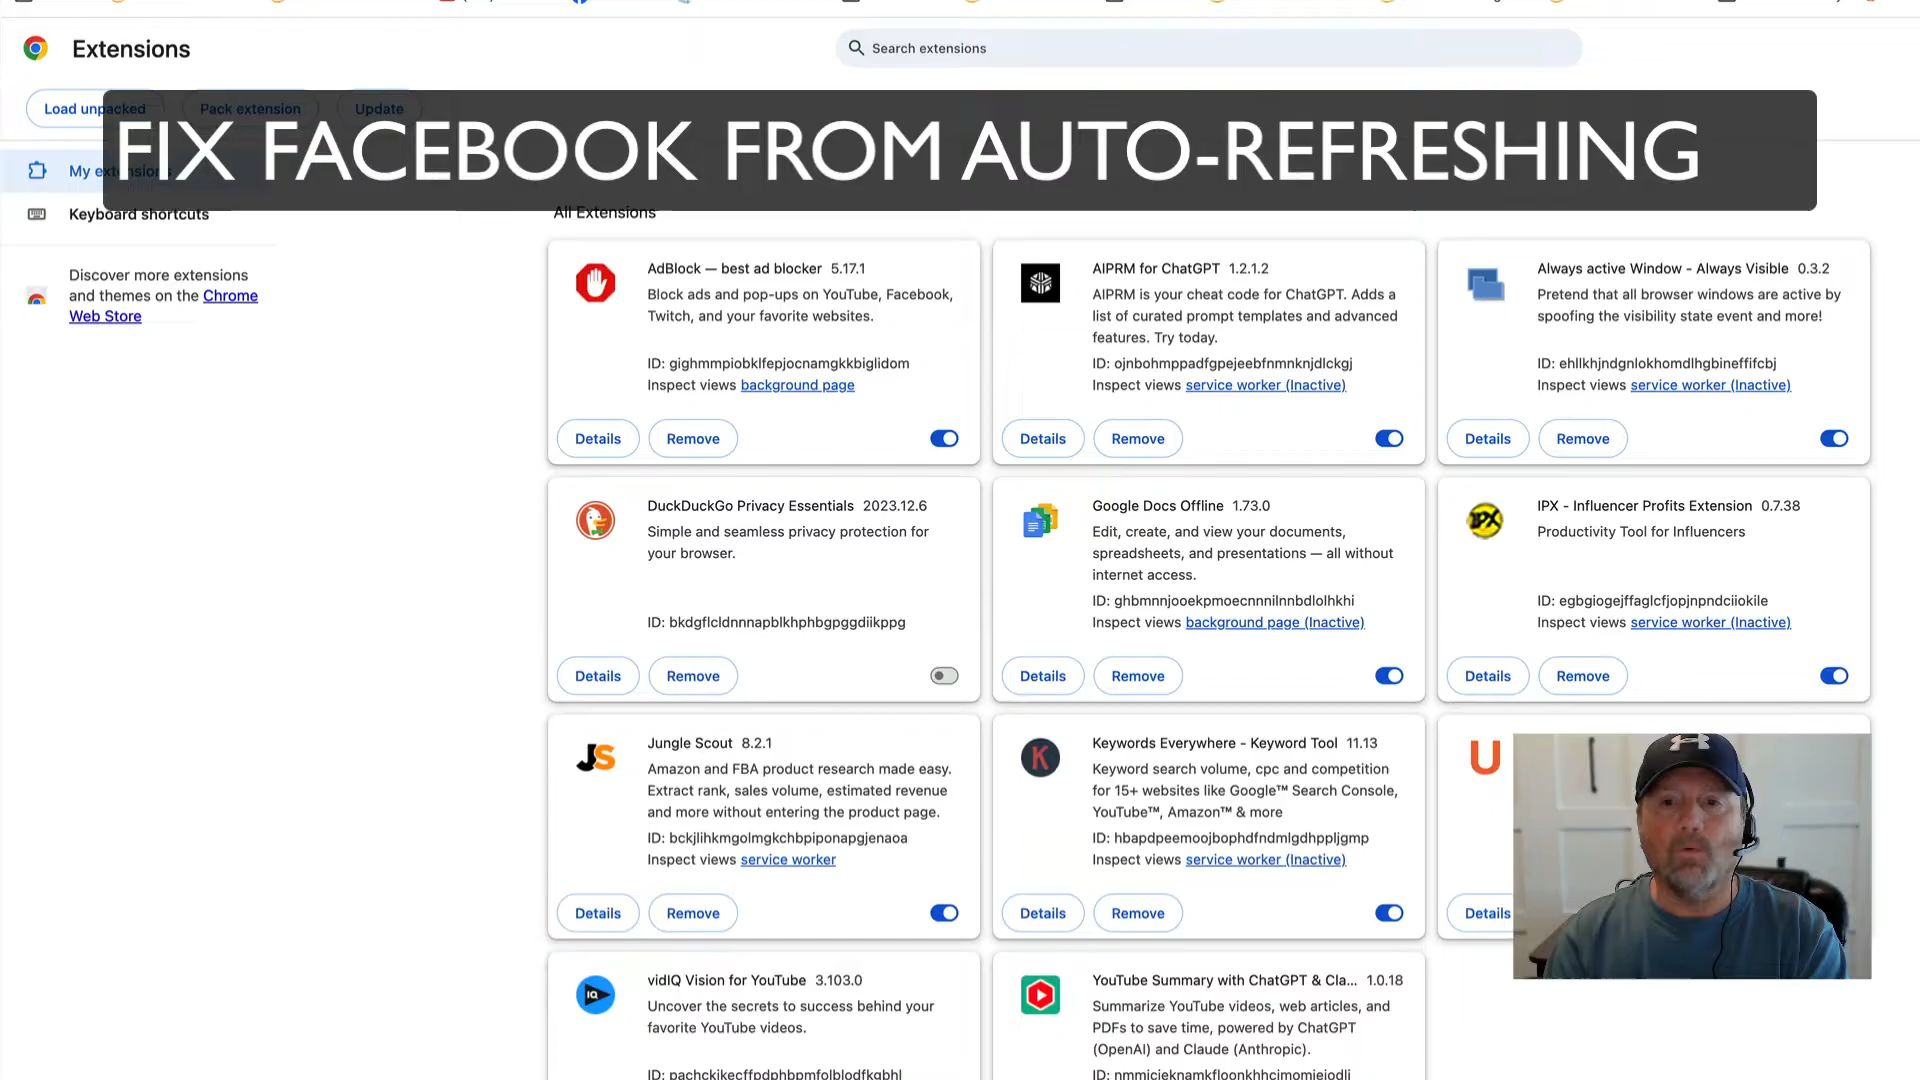 Extensions
Search extensions
Load unpacked
Pack extension
Update
FIX FACEBOOK FROM AUTO-REFRESHING
My extensions
Keyboard shortcuts
All Extensions
Discover more extensions
and themes on the Chrome
Web Store
AdBlock — best ad blocker 5.17.1
Block ads and pop-ups on YouTube, Facebook,
Twitch, and your favorite websites.
ID: gighmmpiobklfepjocnamgkkbiglidom
Inspect views background page
Details
Remove
AIPRM for ChatGPT 1.2.1.2
AIPRM is your cheat code for ChatGPT. Adds a
list of curated prompt templates and advanced
features. Try today.
ID: ojnbohmppadfgpejeebfnmnknjdlckgj
Inspect views service worker (Inactive)
Details
Remove
Always active Window - Always Visible 0.3.2
Pretend that all browser windows are active by
spoofing the visibility state event and more!
ID: ehllkhjndgnlokhomdlhgbineffifcbj
Inspect views service worker (Inactive)
Details
Remove
DuckDuckGo Privacy Essentials 2023.12.6
Simple and seamless privacy protection for
your browser.
ID: bkdgflcldnnnapblkhphbgpggdiikppg
Details
Remove
Google Docs Offline 1.73.0
Edit, create, and view your documents,
spreadsheets, and presentations — all without
internet access.
ID: ghbmnnjooekpmoecnnnilnnbdlolhkhi
Inspect views background page (Inactive)
Details
Remove
IPX
IPX - Influencer Profits Extension 0.7.38
Productivity Tool for Influencers
ID: egbgiogejffaglcfjopjnpndciiokile
Inspect views service worker (Inactive)
Details
Remove
JS
Jungle Scout 8.2.1
Amazon and FBA product research made easy.
Extract rank, sales volume, estimated revenue
and more without entering the product page.
ID: bckjlihkmgolmgkchbpiponapgjenaoa
Inspect views service worker
Details
Remove
K
Keywords Everywhere - Keyword Tool 11.13
Keyword search volume, cpc and competition
for 15+ websites like Google™ Search Console,
YouTube™, Amazon™ & more
ID: hbapdpeemoojbophdfndmlgdhppljgmp
Inspect views service worker (Inactive)
Details
Remove
U
Details
IQ
vidIQ Vision for YouTube 3.103.0
Uncover the secrets to success behind your
favorite YouTube videos.
ID: pachckjkecffpdphbpmfolblodfkgbhl
YouTube Summary with ChatGPT & Cla... 1.0.18
Summarize YouTube videos, web articles, and
PDFs to save time, powered by ChatGPT
(OpenAI) and Claude (Anthropic).
ID: nmmicjeknamkfloonkhhcjmomieiodli